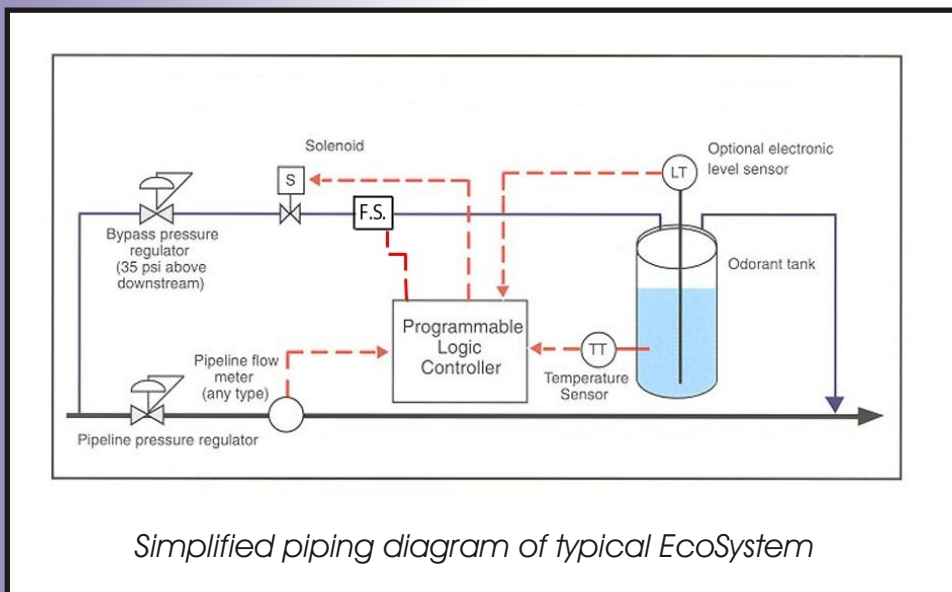 Solenoid
S
F.S.
LT
Optional electronic
level sensor
Bypass pressure
regulator
(35 psi above
downstream)
Odorant tank
Programmable
Logic
Controller
TT
Temperature
Sensor
Pipeline flow
meter
(any type)
Pipeline pressure regulator
Simplified piping diagram of typical EcoSystem